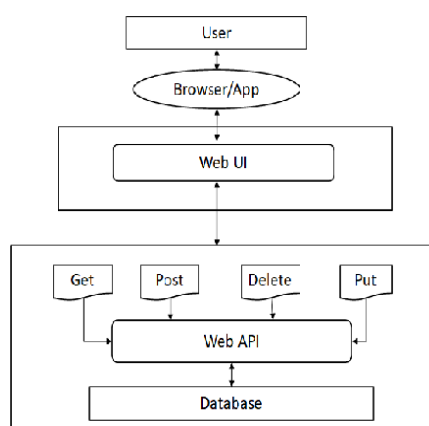 User
Browser/App
Web UI
Get
Post
Delete
Put
Web API
Database